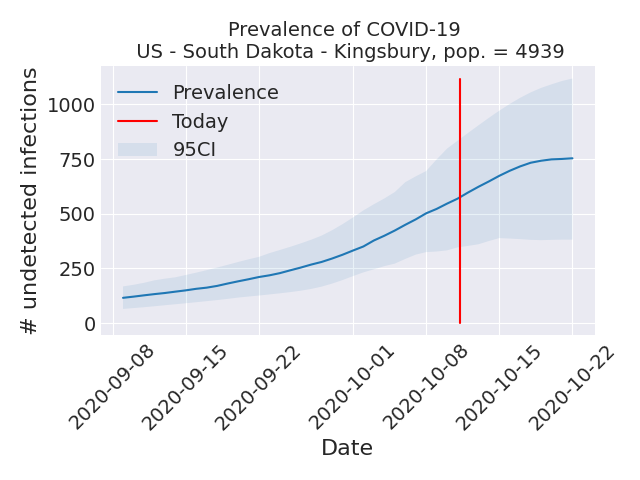 Prevalence of COVID-19
US - South Dakota - Kingsbury, pop. = 4939
# undetected infections
1000
750
500
250
0
Prevalence
Today
95CI
2020-09-08
2020-09-15
2020-09-22
2020-10-01
2020-10-08
2020-10-15
2020-10-22
Date